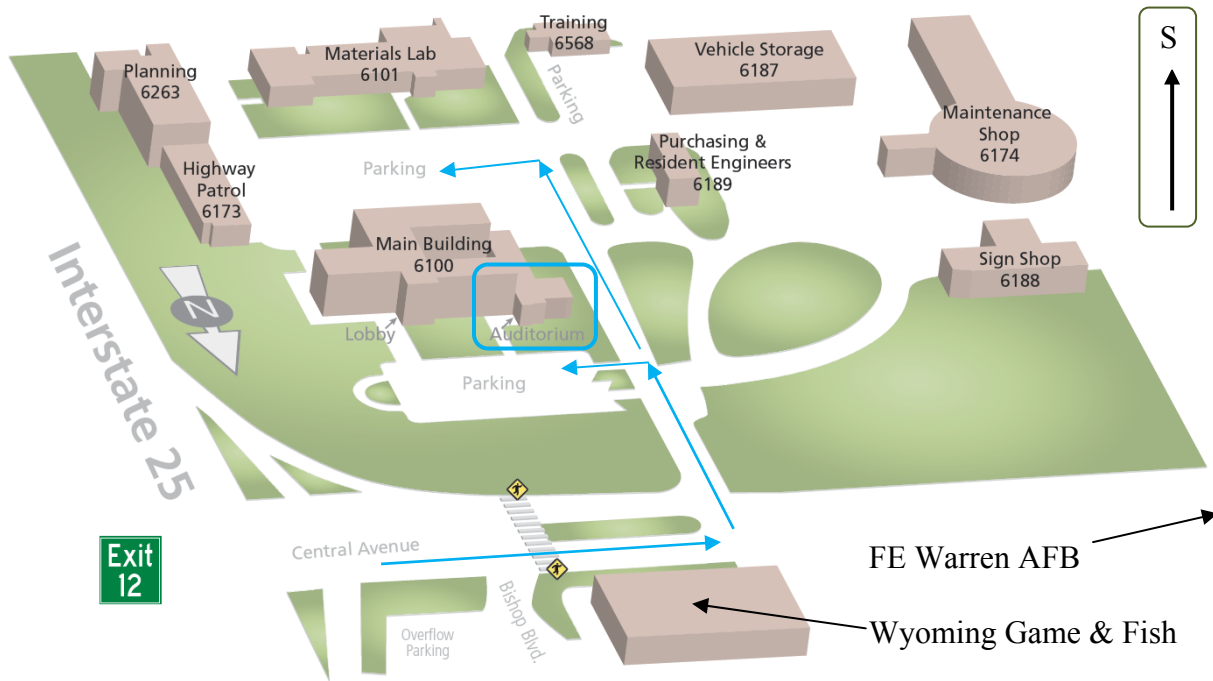 Training
6568
S
Materials Lab
6101
Vehicle Storage
6187
Planning
6263
Parking
Maintenance
Shop
6174
Purchasing &
Resident Engineers
6189
Parking
Highway
Patrol
6173
Main Building
6100
Sign Shop
6188
Interstate 25
N
Lobby
Auditorium
Parking
Central Avenue
Exit
12
FE Warren AFB
Bishop Blvd.
Overflow
Parking
Wyoming Game & Fish